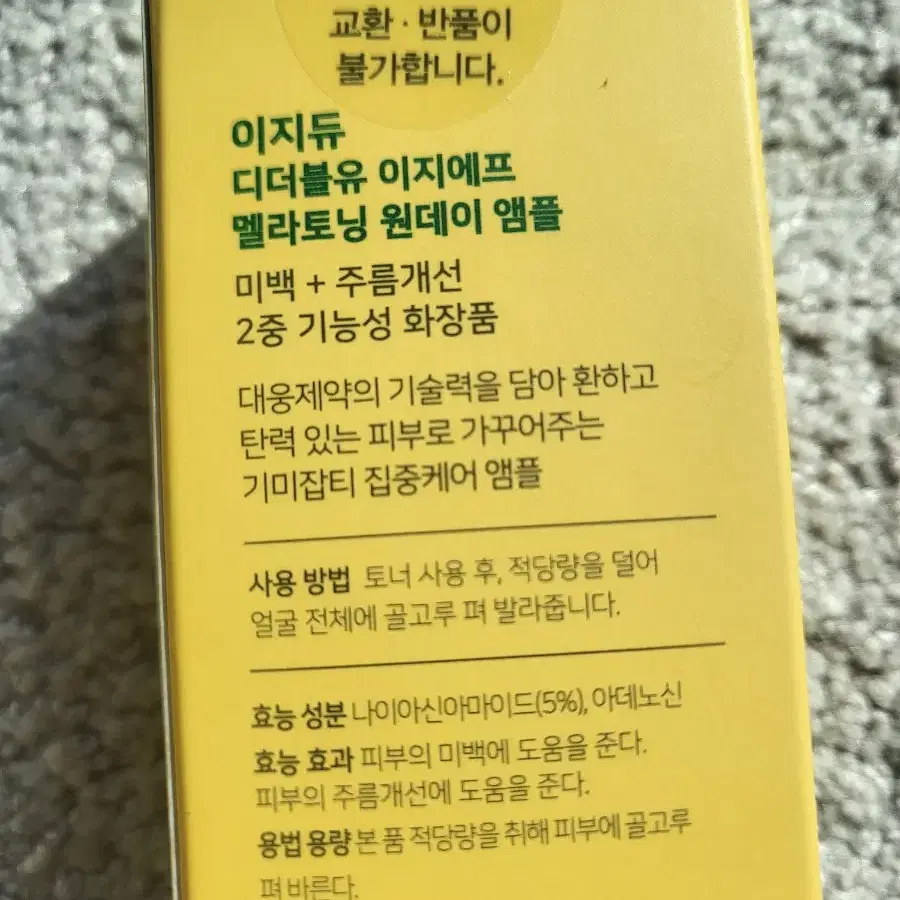 교환 · 반품이
불가합니다.
이지듀
디더블유 이지에프
멜라토닝 원데이 앰플
미백 + 주름개선
2중 기능성 화장품
대웅제약의 기술력을 담아 환하고
탄력 있는 피부로 가꾸어주는
기미잡티 집중케어 앰플
사용 방법 토너 사용 후, 적당량을 덜어
얼굴 전체에 골고루 펴 발라줍니다.
효능 성분 나이아신아마이드(5%), 아데노신
효능 효과 피부의 미백에 도움을 준다.
피부의 주름개선에 도움을 준다.
용법 용량 본 품 적당량을 취해 피부에 골고루
펴 바른다.